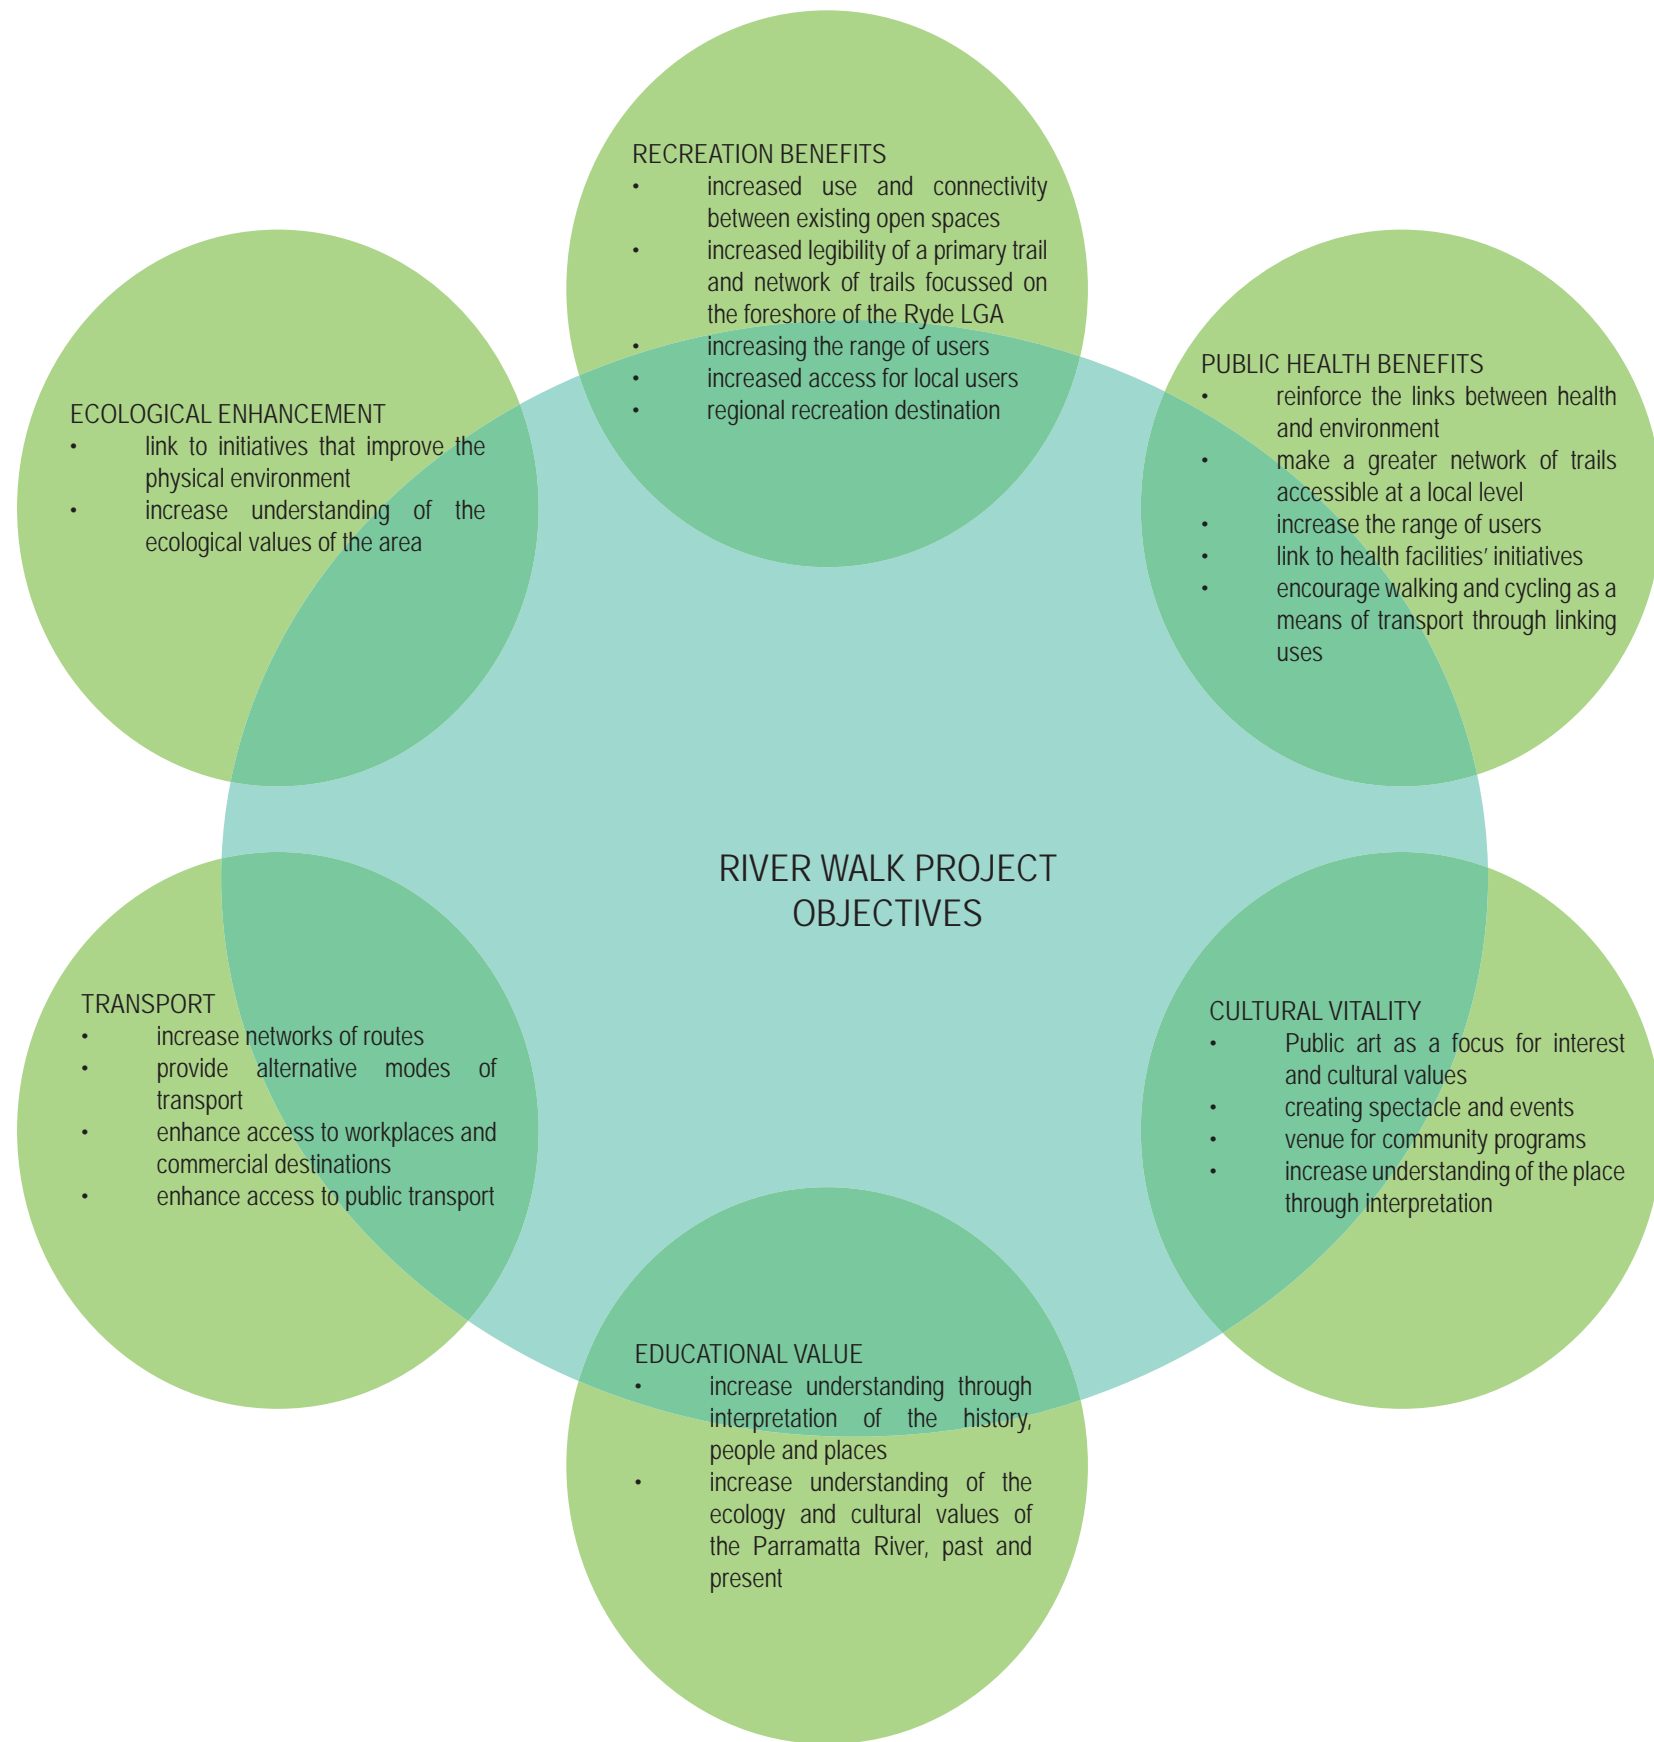 RECREATION BENEFITS
• increased use and connectivity
between existing open spaces
• increased legibility of a primary trail
and network of trails focussed on
the foreshore of the Ryde LGA
• increasing the range of users
• increased access for local users
• regional recreation destination
PUBLIC HEALTH BENEFITS
• reinforce the links between health
and environment
• make a greater network of trails
accessible at a local level
• increase the range of users
• link to health facilities’ initiatives
• encourage walking and cycling as a
means of transport through linking
uses
ECOLOGICAL ENHANCEMENT
• link to initiatives that improve the
physical environment
• increase understanding of the
ecological values of the area
RIVER WALK PROJECT
OBJECTIVES
TRANSPORT
• increase networks of routes
• provide alternative modes of
transport
• enhance access to workplaces and
commercial destinations
• enhance access to public transport
CULTURAL VITALITY
• Public art as a focus for interest
and cultural values
• creating spectacle and events
• venue for community programs
• increase understanding of the place
through interpretation
EDUCATIONAL VALUE
• increase understanding through
interpretation of the history,
people and places
• increase understanding of the
ecology and cultural values of
the Parramatta River, past and
present